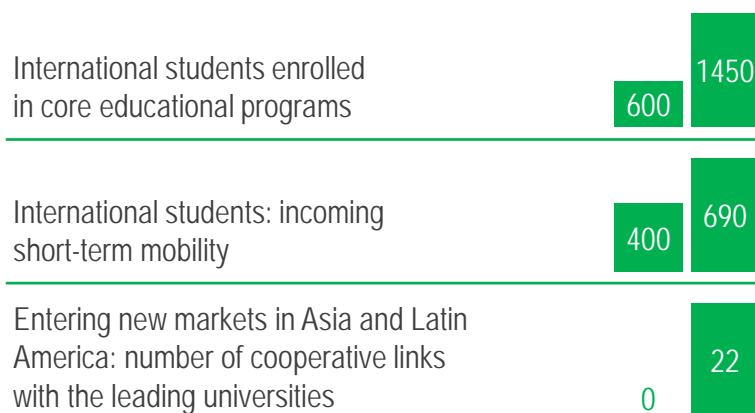 International students enrolled
in core educational programs
600
1450
International students: incoming
short-term mobility
400
690
Entering new markets in Asia and Latin
America: number of cooperative links
with the leading universities
0
22